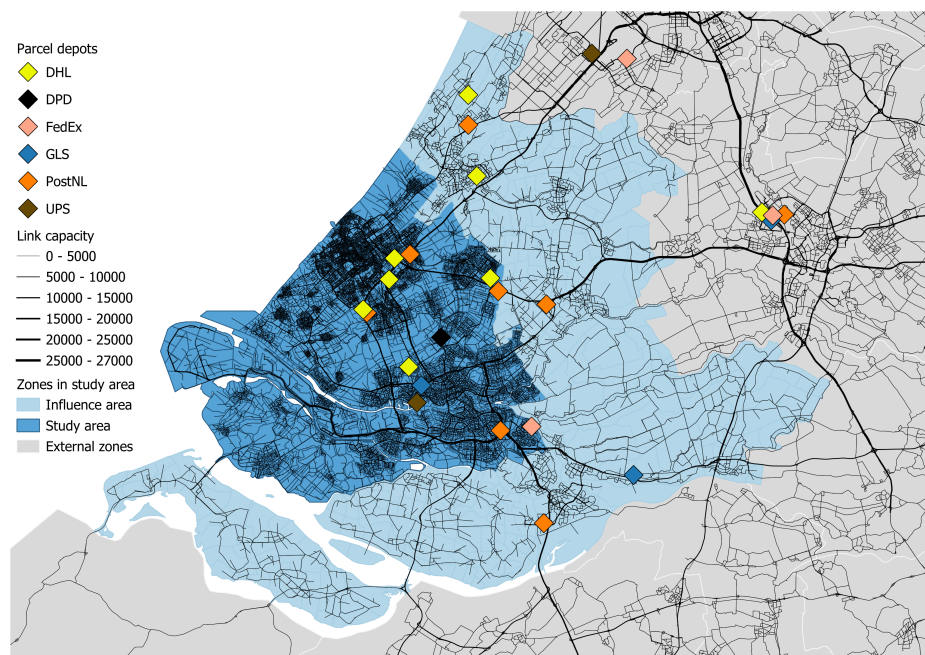 Parcel depots
DHL
DPD
FedEx
GLS
PostNL
UPS
Link capacity
0 - 5000
5000 - 10000
10000 - 15000
15000 - 20000
20000 - 25000
25000 - 27000
Zones in study area
Influence area
Study area
External zones